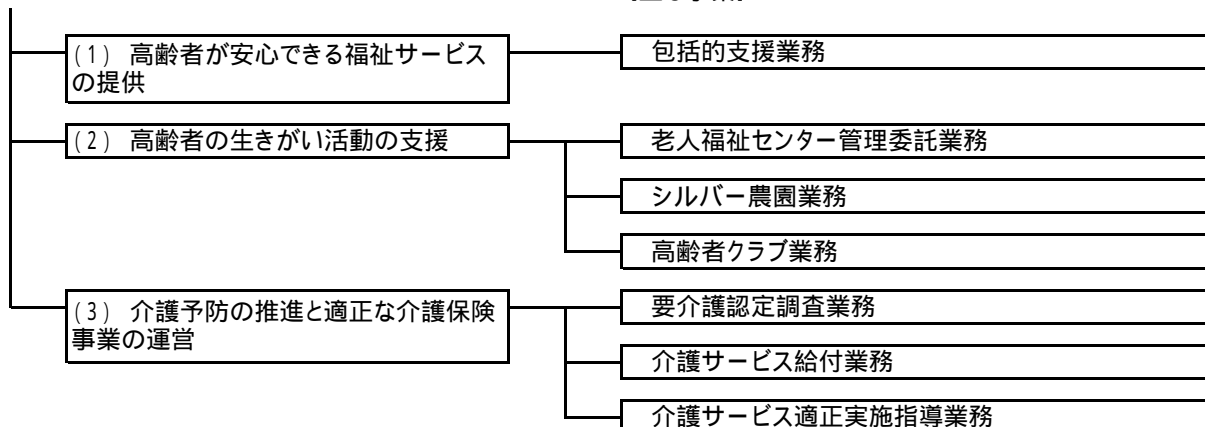 (1) 高齢者が安心できる福祉サービス
の提供
包括的支援業務
(2) 高齢者の生きがい活動の支援
老人福祉センター管理委託業務
シルバー農園業務
高齢者クラブ業務
(3) 介護予防の推進と適正な介護保険
事業の運営
要介護認定調査業務
介護サービス給付業務
介護サービス適正実施指導業務